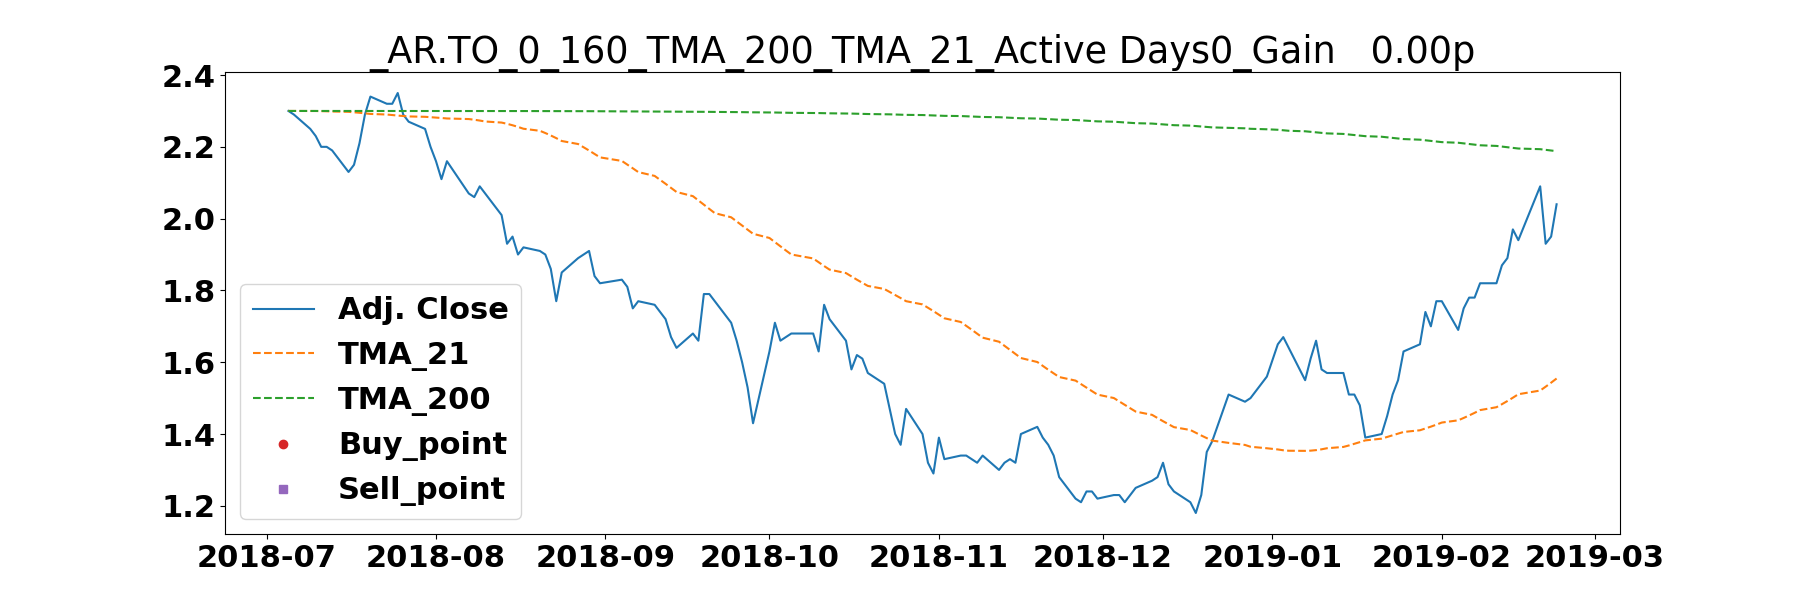 _AR.TO_0_160_TMA_200_TMA_21_Active Days0_Gain   0.00p
2.4
2.2
2.0
1.8
1.6
1.4
1.2
Adj. Close
TMA_21
TMA_200
Buy_point
Sell_point
2018-07 2018-08 2018-09 2018-10 2018-11 2018-12 2019-01 2019-02 2019-03